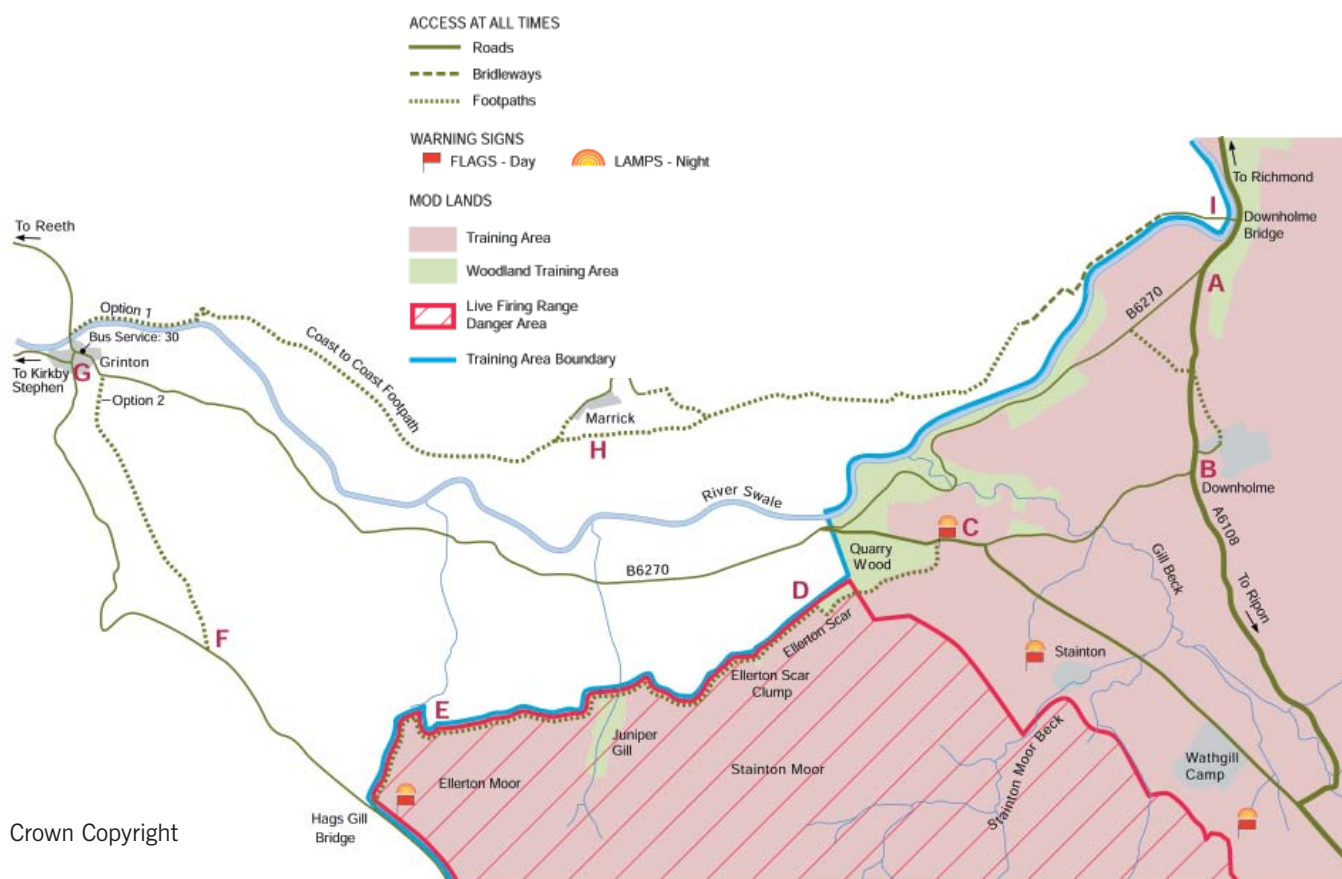 ACCESS AT ALL TIMES
Roads
Bridleways
Footpaths
WARNING SIGNS
FLAGS - Day
LAMPS - Night
MOD LANDS
Training Area
Woodland Training Area
Live Firing Range
Danger Area
Training Area Boundary
To Richmond
I
Downholme
Bridge
To Reeth
A
B6270
Option 1
Bus Service: 30
Grinton
G
To Kirkby
Stephen
Option 2
Coast to Coast Footpath
Marrick
H
B
Downholme
River Swale
A6108
C
Quarry
Wood
B6270
Gill Beck
To Ripon
D
Ellerton Scar
F
Stainton
Ellerton Scar
Clump
E
Juniper
Gill
Stainton Moor Beck
Wathgill
Camp
Ellerton Moor
Stainton Moor
Hags Gill
Bridge
Crown Copyright